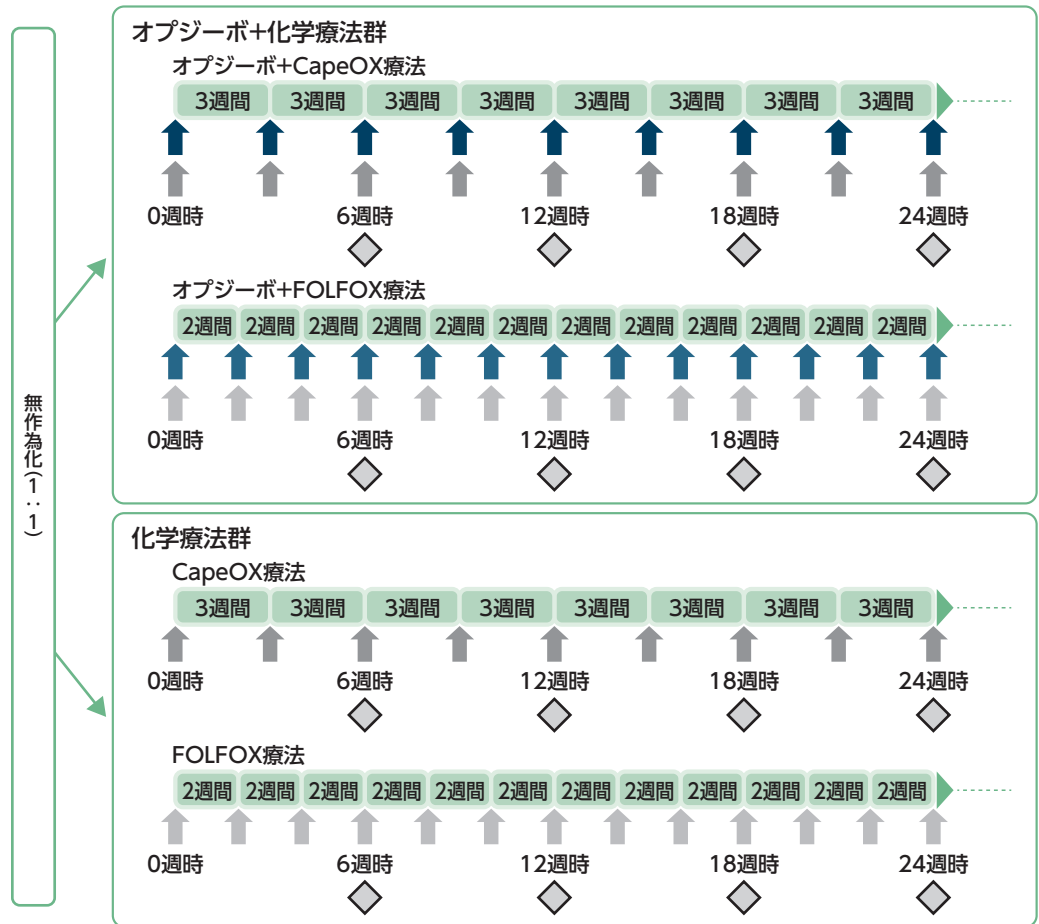 無作為化（1：1）
オプジーボ+化学療法群
オプジーボ+CapeOX療法
3週間 3週間 3週間 3週間 3週間 3週間 3週間 3週間
0週時 6週時 12週時 18週時 24週時
オプジーボ+FOLFOX療法
2週間 2週間 2週間 2週間 2週間 2週間 2週間 2週間 2週間 2週間 2週間 2週間
0週時 6週時 12週時 18週時 24週時
化学療法群
CapeOX療法
3週間 3週間 3週間 3週間 3週間 3週間 3週間 3週間
0週時 6週時 12週時 18週時 24週時
FOLFOX療法
2週間 2週間 2週間 2週間 2週間 2週間 2週間 2週間 2週間 2週間 2週間 2週間
0週時 6週時 12週時 18週時 24週時